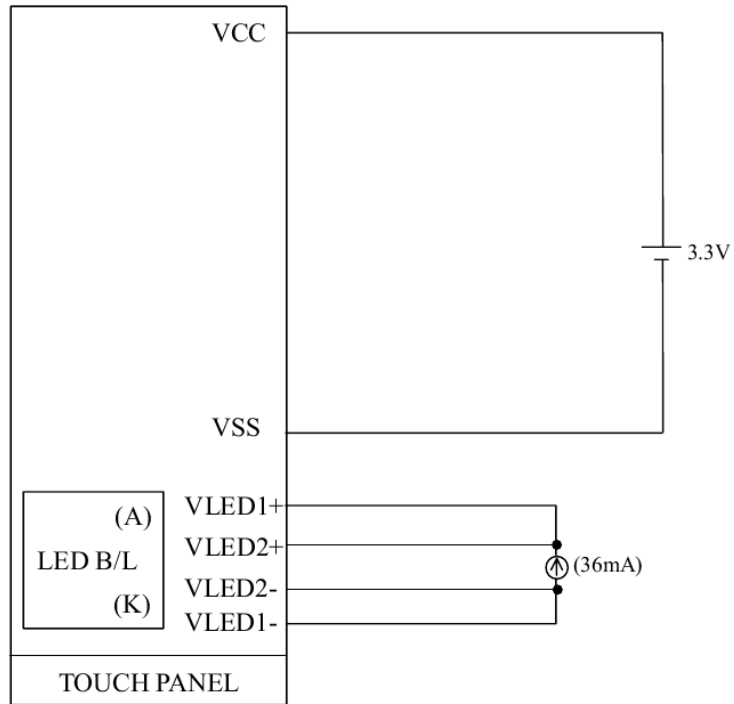 VCC
3.3V
VSS
VLED1+
(A)
VLED2+
LED B/L
(36mA)
VLED2-
(K)
VLED1-
TOUCH PANEL